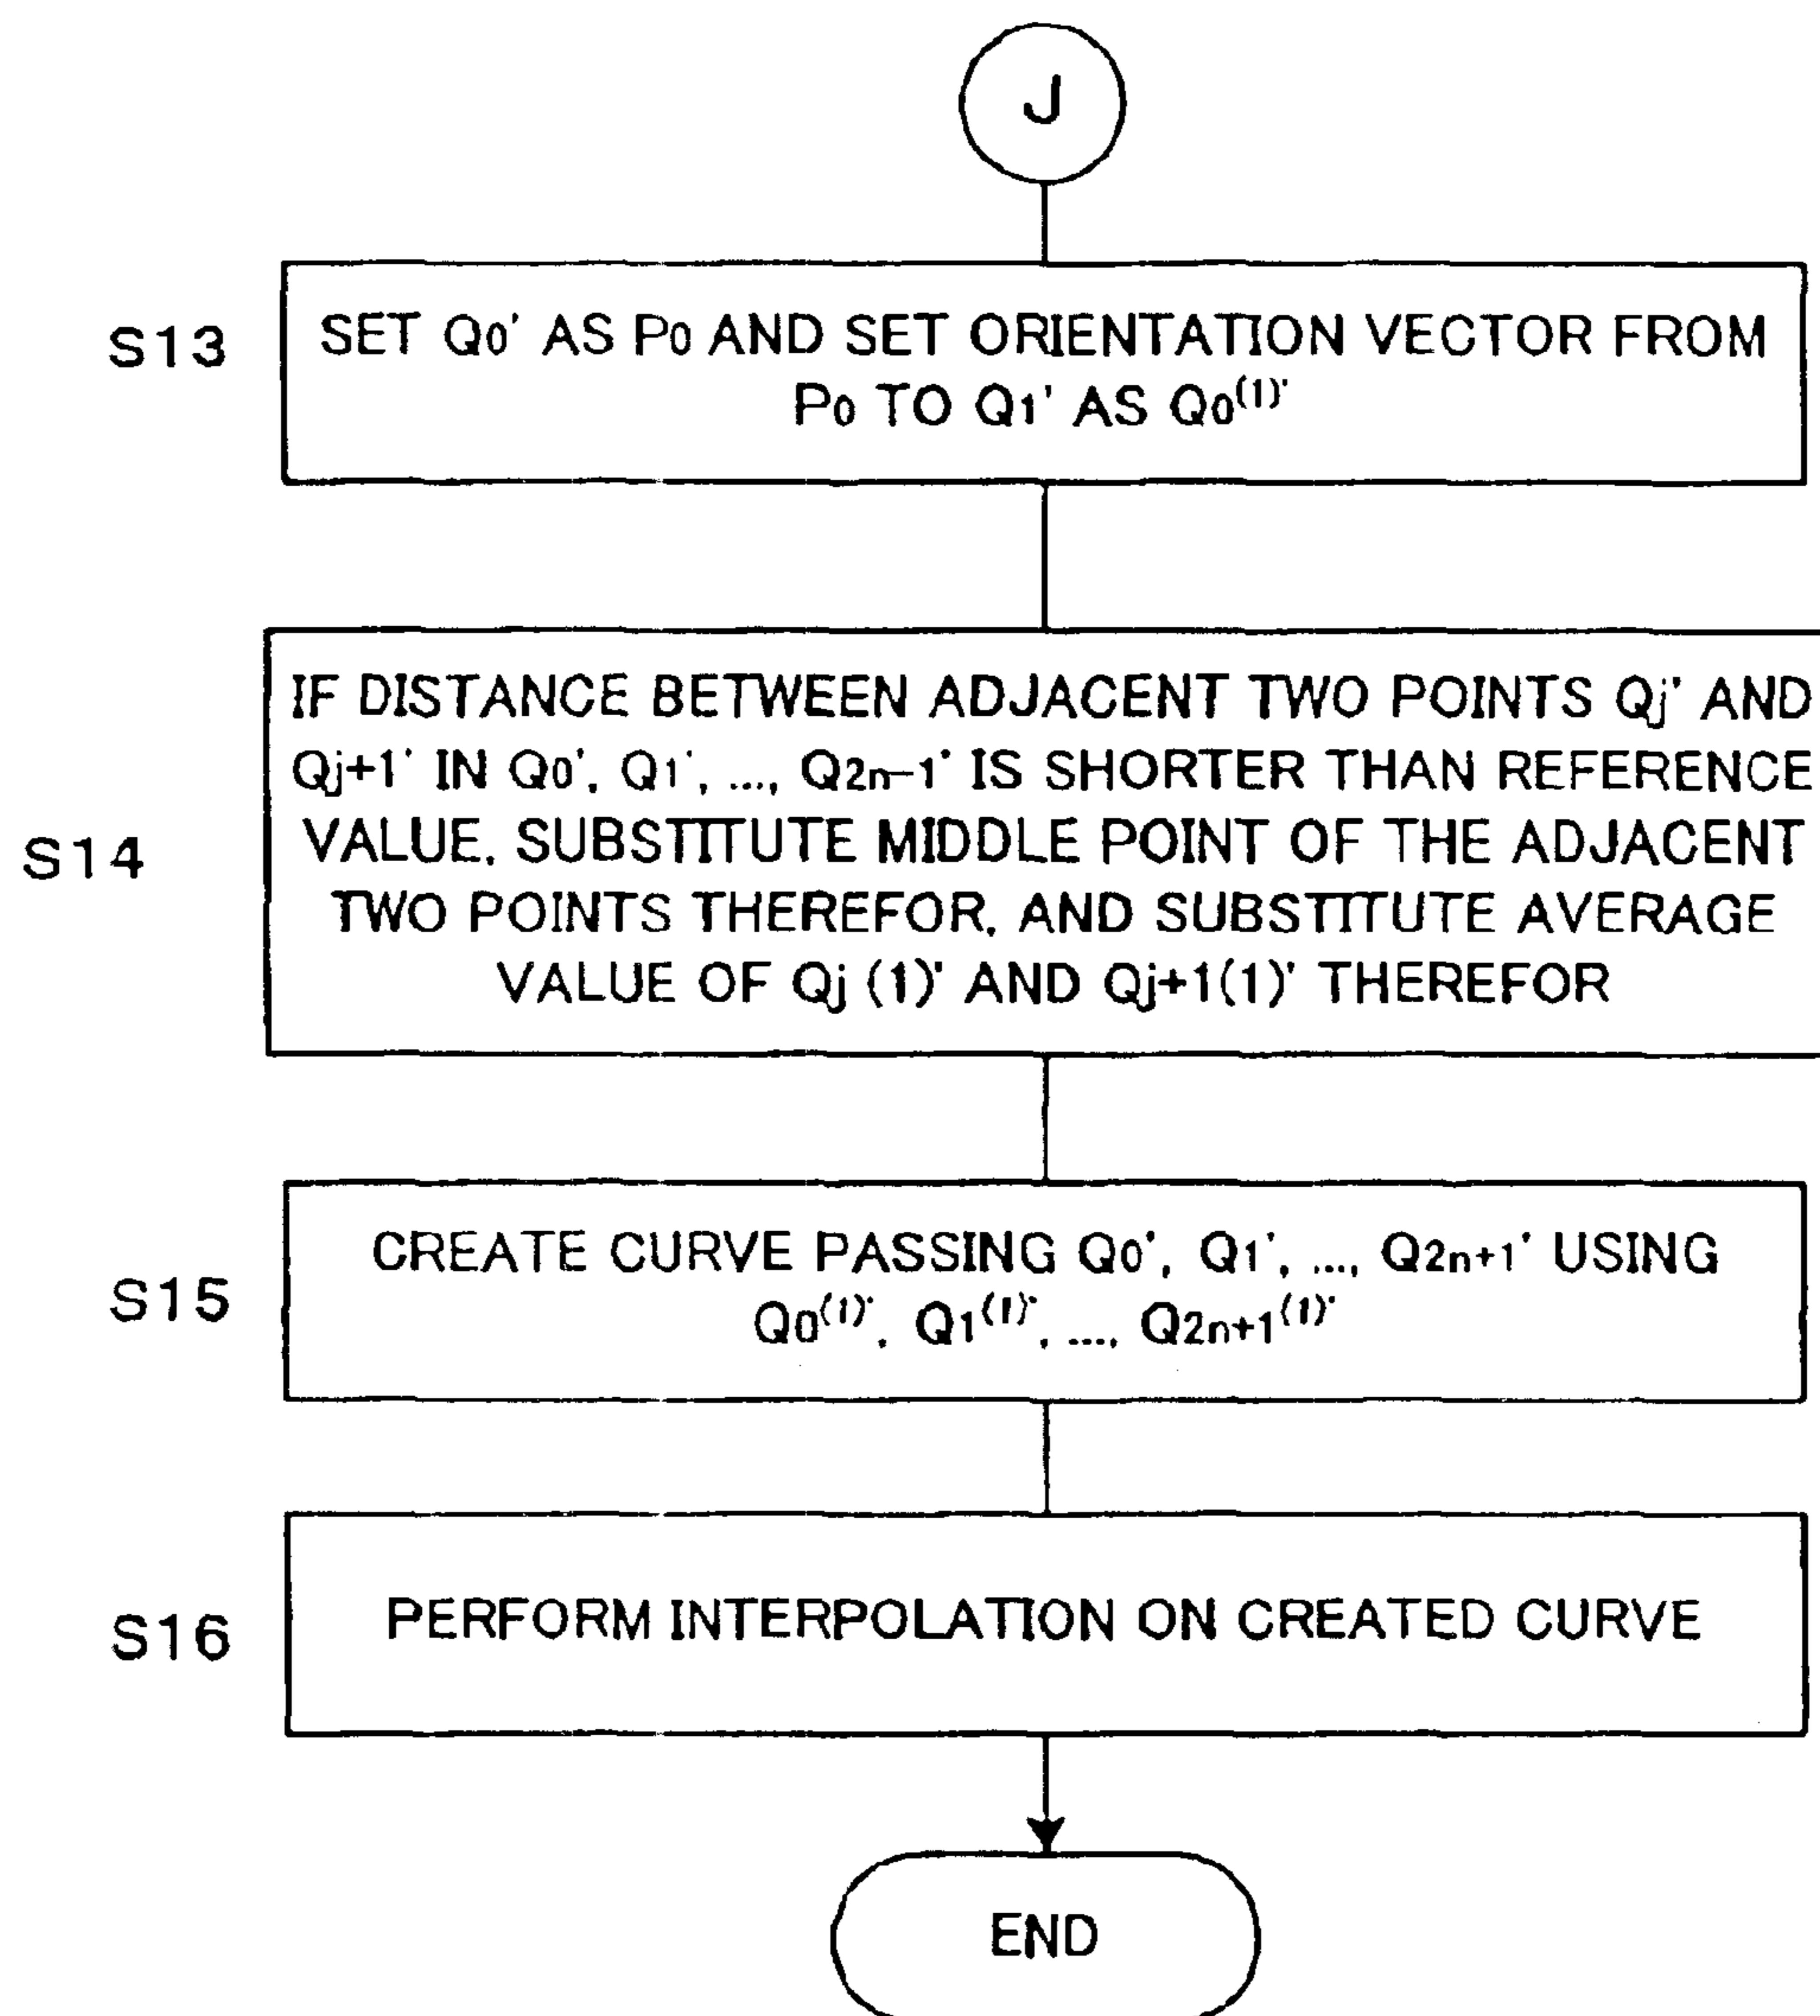 J
S13
SET Q0' AS P0 AND SET ORIENTATION VECTOR FROM
P0 TO Q1' AS Q0(1)'
S14
IF DISTANCE BETWEEN ADJACENT TWO POINTS Qj' AND
Qj+1' IN Q0', Q1', ..., Q2n-1' IS SHORTER THAN REFERENCE
VALUE, SUBSTITUTE MIDDLE POINT OF THE ADJACENT
TWO POINTS THEREFOR, AND SUBSTITUTE AVERAGE
VALUE OF Qj (1)' AND Qj+1(1)' THEREFOR
S15
CREATE CURVE PASSING Q0', Q1', ..., Q2n+1' USING
Q0(1)', Q1(1)', ..., Q2n+1(1)'
S16
PERFORM INTERPOLATION ON CREATED CURVE
END